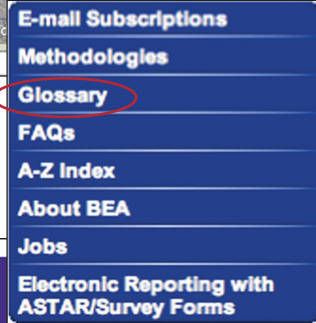 E-mail Subscriptions
Methodologies
Glossary
FAQs
A-Z Index
About BEA
Jobs
Electronic Reporting with
ASTAR/Survey Forms